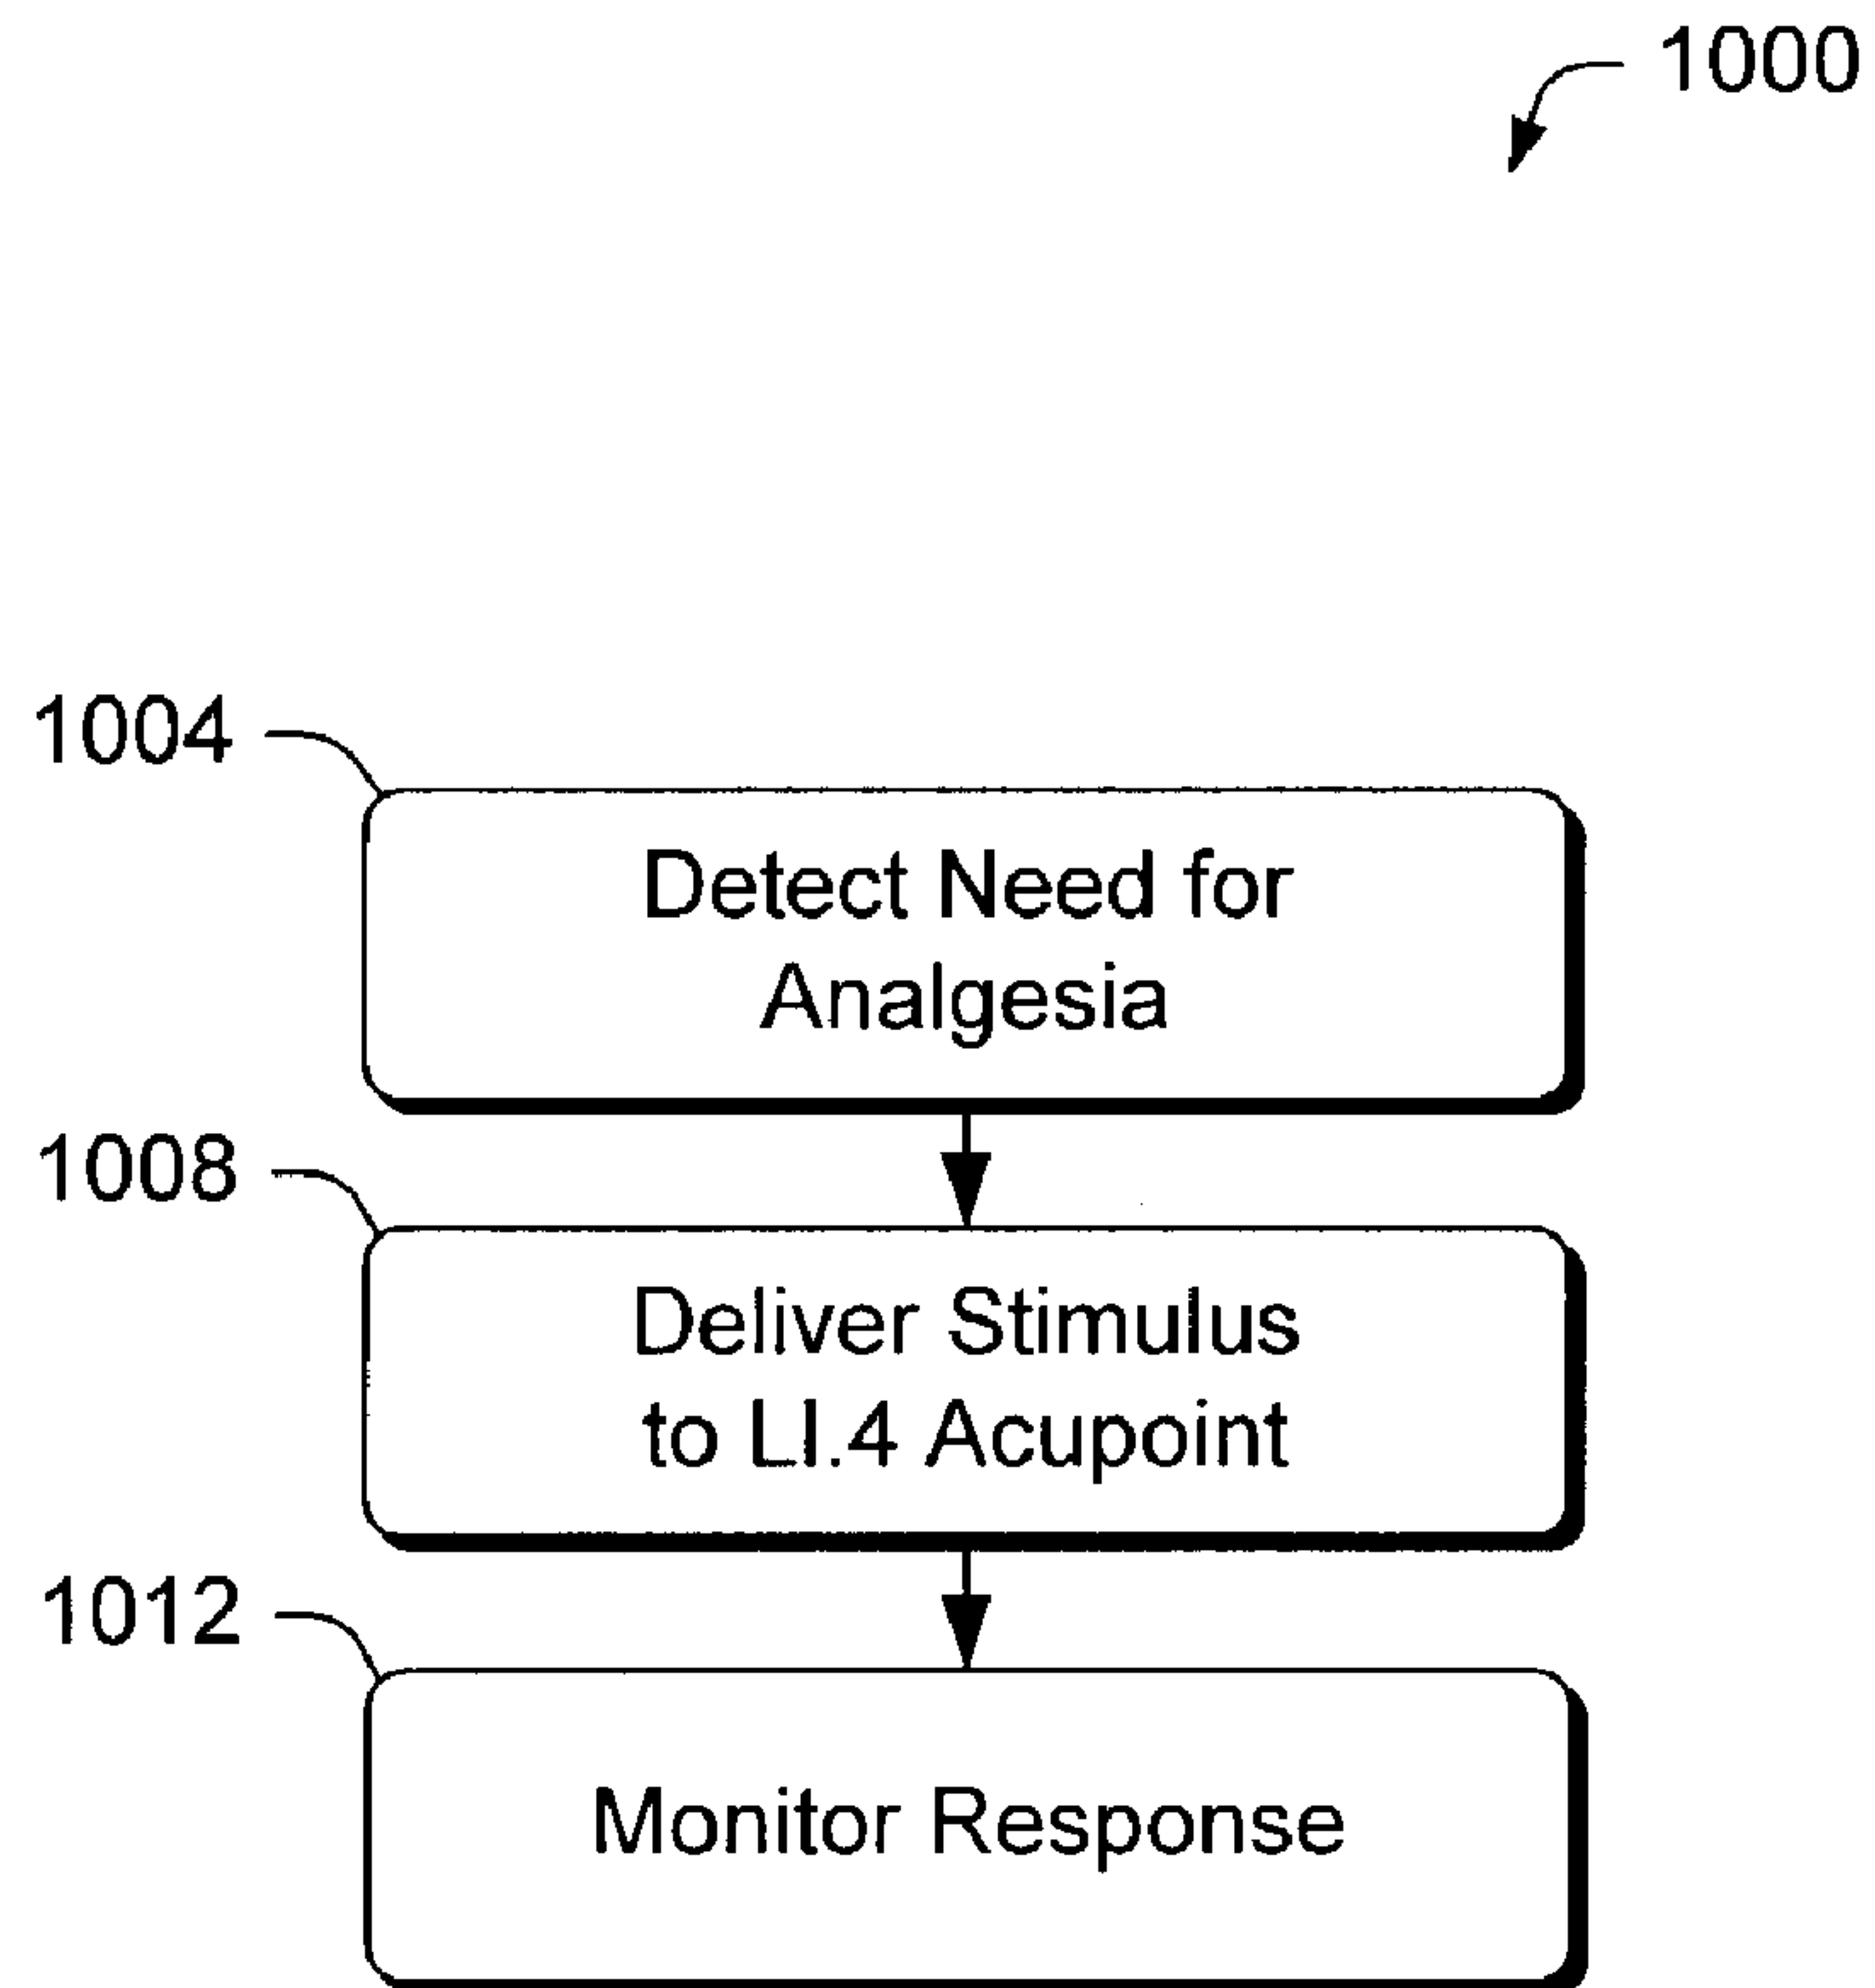 1000
1004
Detect Need for
Analgesia
1008
Deliver Stimulus
to LI.4 Acupoint
1012
Monitor Response